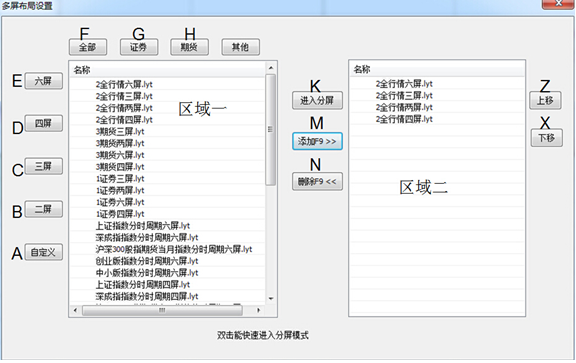 多屏布局设置
F G H
全部 证券 期货 其他
名称
2全行情六屏.lyt
2全行情三屏.lyt
2全行情两屏.lyt
2全行情四屏.lyt
3期货三屏.lyt
3期货两屏.lyt
3期货六屏.lyt
3期货四屏.lyt
1证券三屏.lyt
1证券两屏.lyt
1证券六屏.lyt
1证券四屏.lyt
上证指数分时周期六屏.lyt
深成指指数分时周期六屏.lyt
沪深300股指期货当月指数分时周期六屏.lyt
创业版指数分时周期六屏.lyt
中小版指数分时周期六屏.lyt
上证指数分时周期四屏.lyt
深成指指数分时周期四屏.lyt
区域一
E 六屏
D 四屏
C 三屏
B 二屏
A 自定义
K
进入分屏
M
添加F9 >>
N
删除F9 <<
名称
2全行情六屏.lyt
2全行情三屏.lyt
2全行情两屏.lyt
2全行情四屏.lyt
区域二
Z
上移
X
下移
双击能快速进入分屏模式